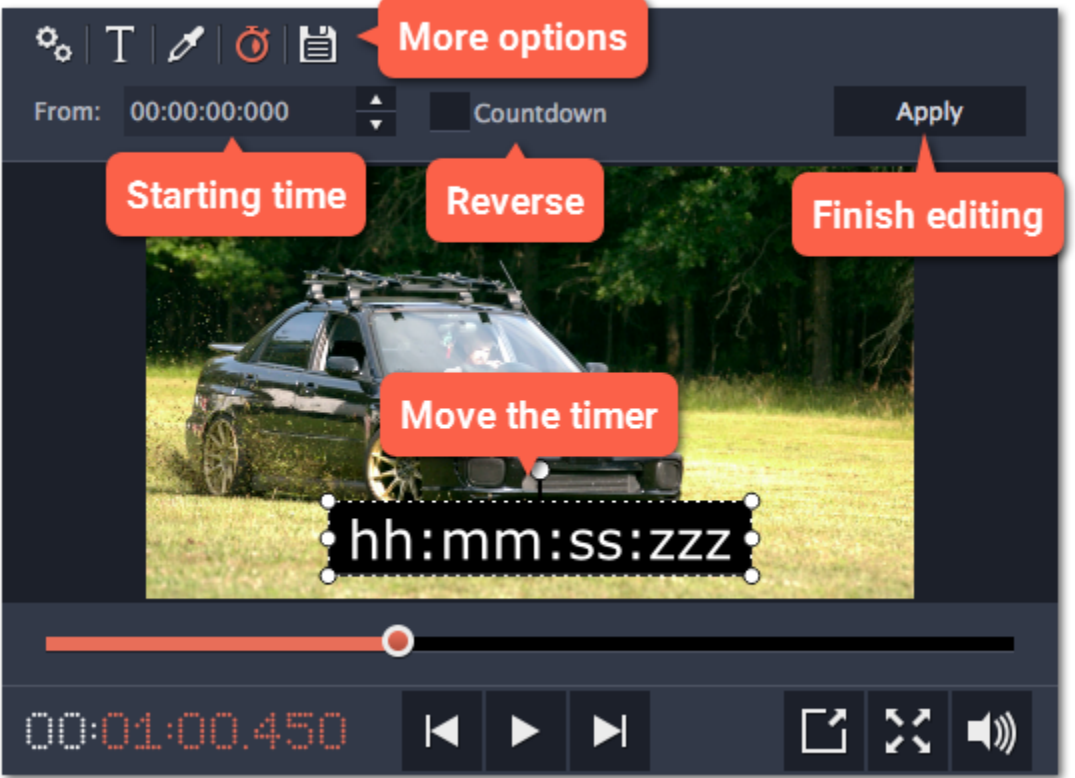 T
More options
From: 00:00:00:000 Countdown Apply
Starting time
Reverse
Finish editing
Move the timer
hh:mm:ss:zzz
00:01:00.450